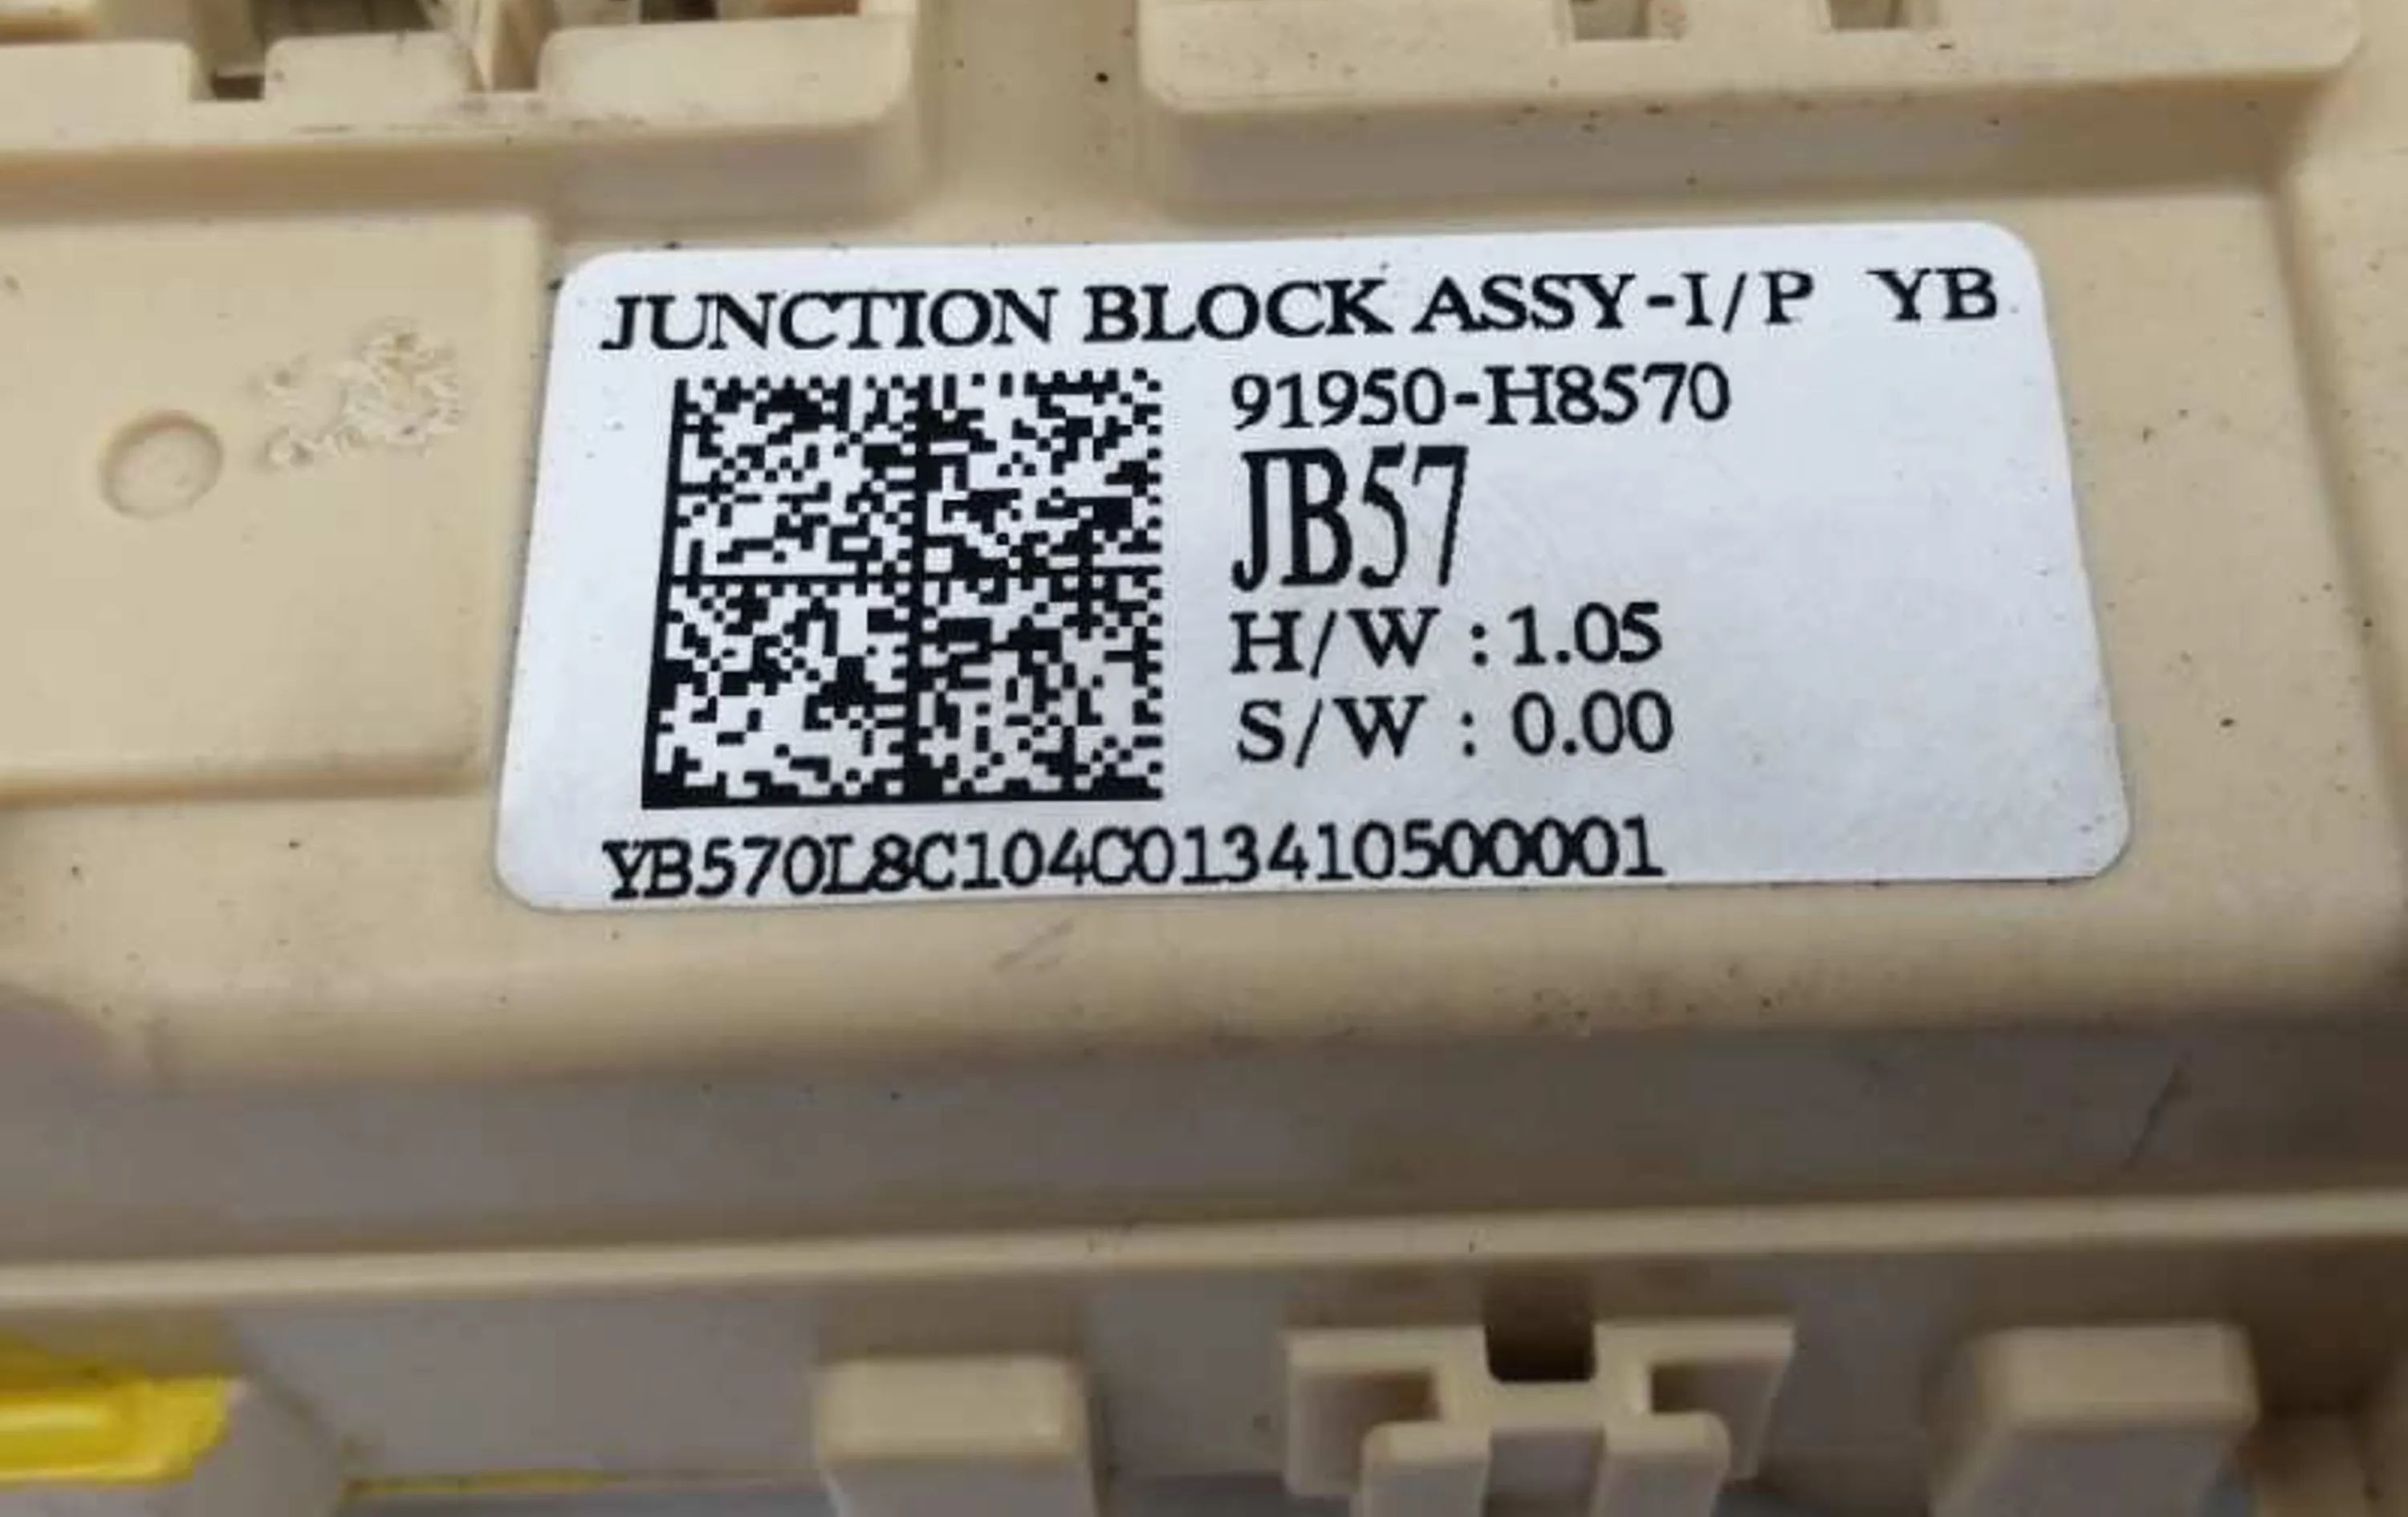 JUNCTION BLOCK ASSY-I/P YB
91950-H8570
JB57
H/W : 1.05
S/W : 0.00
YB570L8C104C013410500001